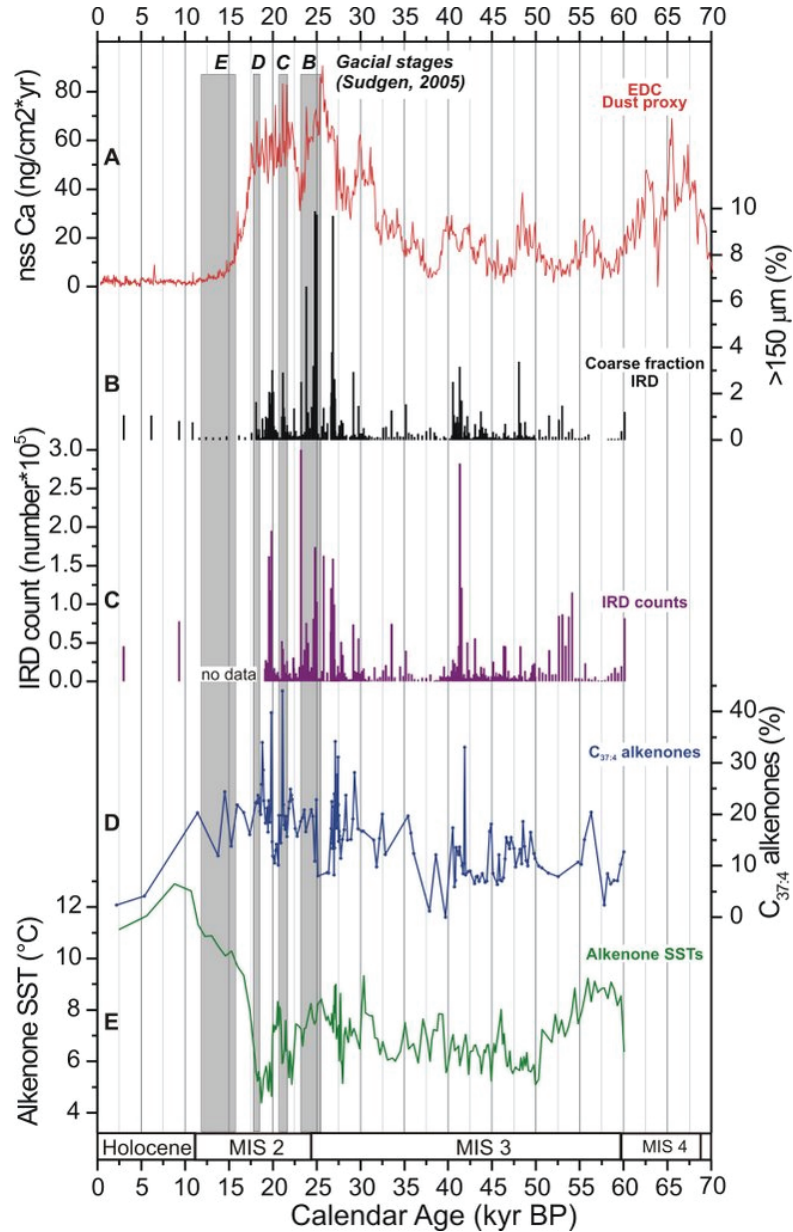 0 5 10 15 20 25 30 35 40 45 50 55 60 65 70
E D C B Gacial stages
(Sudgen, 2005)
EDC
Dust proxy
A
nss Ca (ng/cm2*yr)
80
60
40
20
0
>150 µm (%)
10
8
6
4
2
0
Coarse fraction
IRD
B
IRD count (number*10⁵)
3.0
2.5
2.0
1.5
1.0
0.5
0.0
C
IRD counts
no data
C₃₇:₄ alkenones (%)
40
30
20
10
0
C₃₇:₄ alkenones
D
Alkenone SST (°C)
12
10
8
6
4
Alkenone SSTs
E
Holocene MIS 2 MIS 3 MIS 4
0 5 10 15 20 25 30 35 40 45 50 55 60 65 70
Calendar Age (kyr BP)